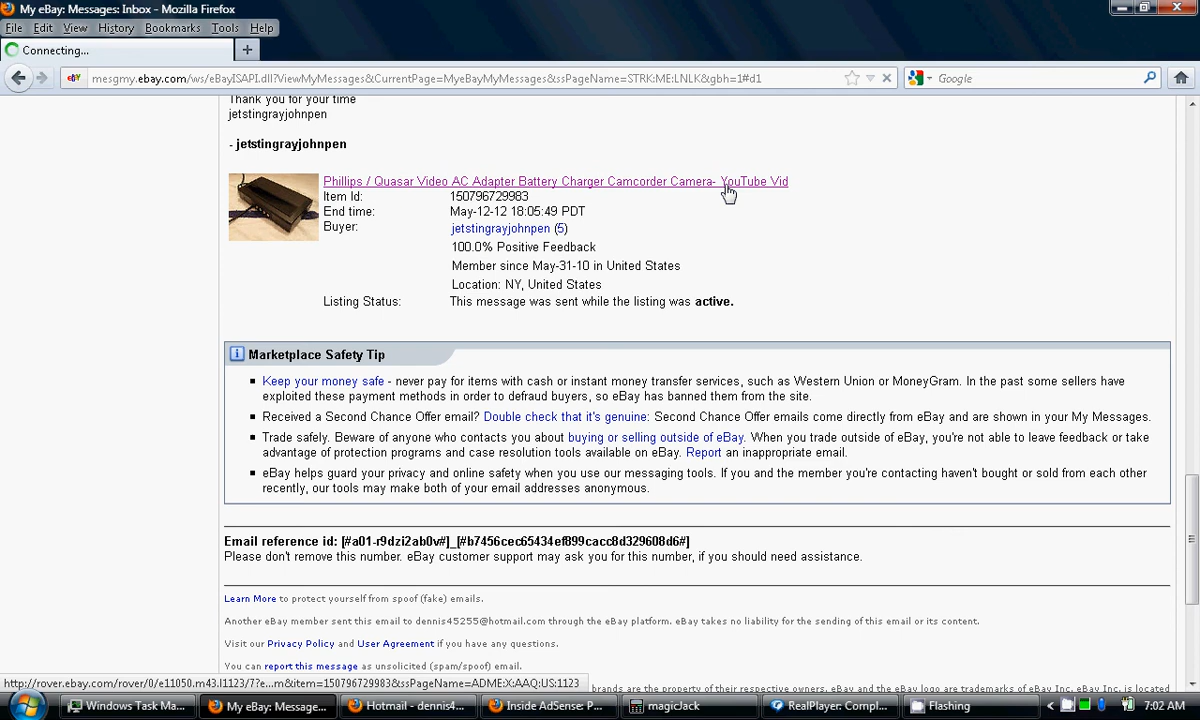 My eBay: Messages: Inbox - Mozilla Firefox
File Edit View History Bookmarks Tools Help
Connecting...
mesgmy.ebay.com/ws/eBayISAPI.dll?ViewMyMessages&CurrentPage=MyeBayMyMessages&ssPageName=STRK:ME:LNLK&gbh=1#d1
Google
Thank you for your time
jetstingrayjohnpen
- jetstingrayjohnpen
Phillips / Quasar Video AC Adapter Battery Charger Camcorder Camera- YouTube Vid
Item Id: 150796729983
End time: May-12-12 18:05:49 PDT
Buyer: jetstingrayjohnpen (5)
100.0% Positive Feedback
Member since May-31-10 in United States
Location: NY, United States
Listing Status: This message was sent while the listing was active.
Marketplace Safety Tip
Keep your money safe - never pay for items with cash or instant money transfer services, such as Western Union or MoneyGram. In the past some sellers have
exploited these payment methods in order to defraud buyers, so eBay has banned them from the site.
Received a Second Chance Offer email? Double check that it's genuine: Second Chance Offer emails come directly from eBay and are shown in your My Messages.
Trade safely. Beware of anyone who contacts you about buying or selling outside of eBay. When you trade outside of eBay, you're not able to leave feedback or take
advantage of protection programs and case resolution tools available on eBay. Report an inappropriate email.
eBay helps guard your privacy and online safety when you use our messaging tools. If you and the member you're contacting haven't bought or sold from each other
recently, our tools may make both of your email addresses anonymous.
Email reference id: [#a01-r9dzi2ab0v#]_[#b7456cec65434ef899cacc8d329608d6#]
Please don't remove this number. eBay customer support may ask you for this number, if you should need assistance.
Learn More to protect yourself from spoof (fake) emails.
Another eBay member sent this email to dennis45255@hotmail.com through the eBay platform. eBay takes no liability for the sending of this email or its content.
Visit our Privacy Policy and User Agreement if you have any questions.
You can report this message as unsolicited (spam/spoof) email.
http://rover.ebay.com/rover/0/e11050.m43.l1123/7?e...m&item=150796729983&ssPageName=ADME:X:AAQ:US:1123
brands are the property of their respective owners. eBay and the eBay logo are trademarks of eBay Inc. eBay Inc. is located
Windows Task Ma... My eBay: Message... Hotmail - dennis4... Inside AdSense: P... magicJack RealPlayer: Compl... Flashing 7:02 AM